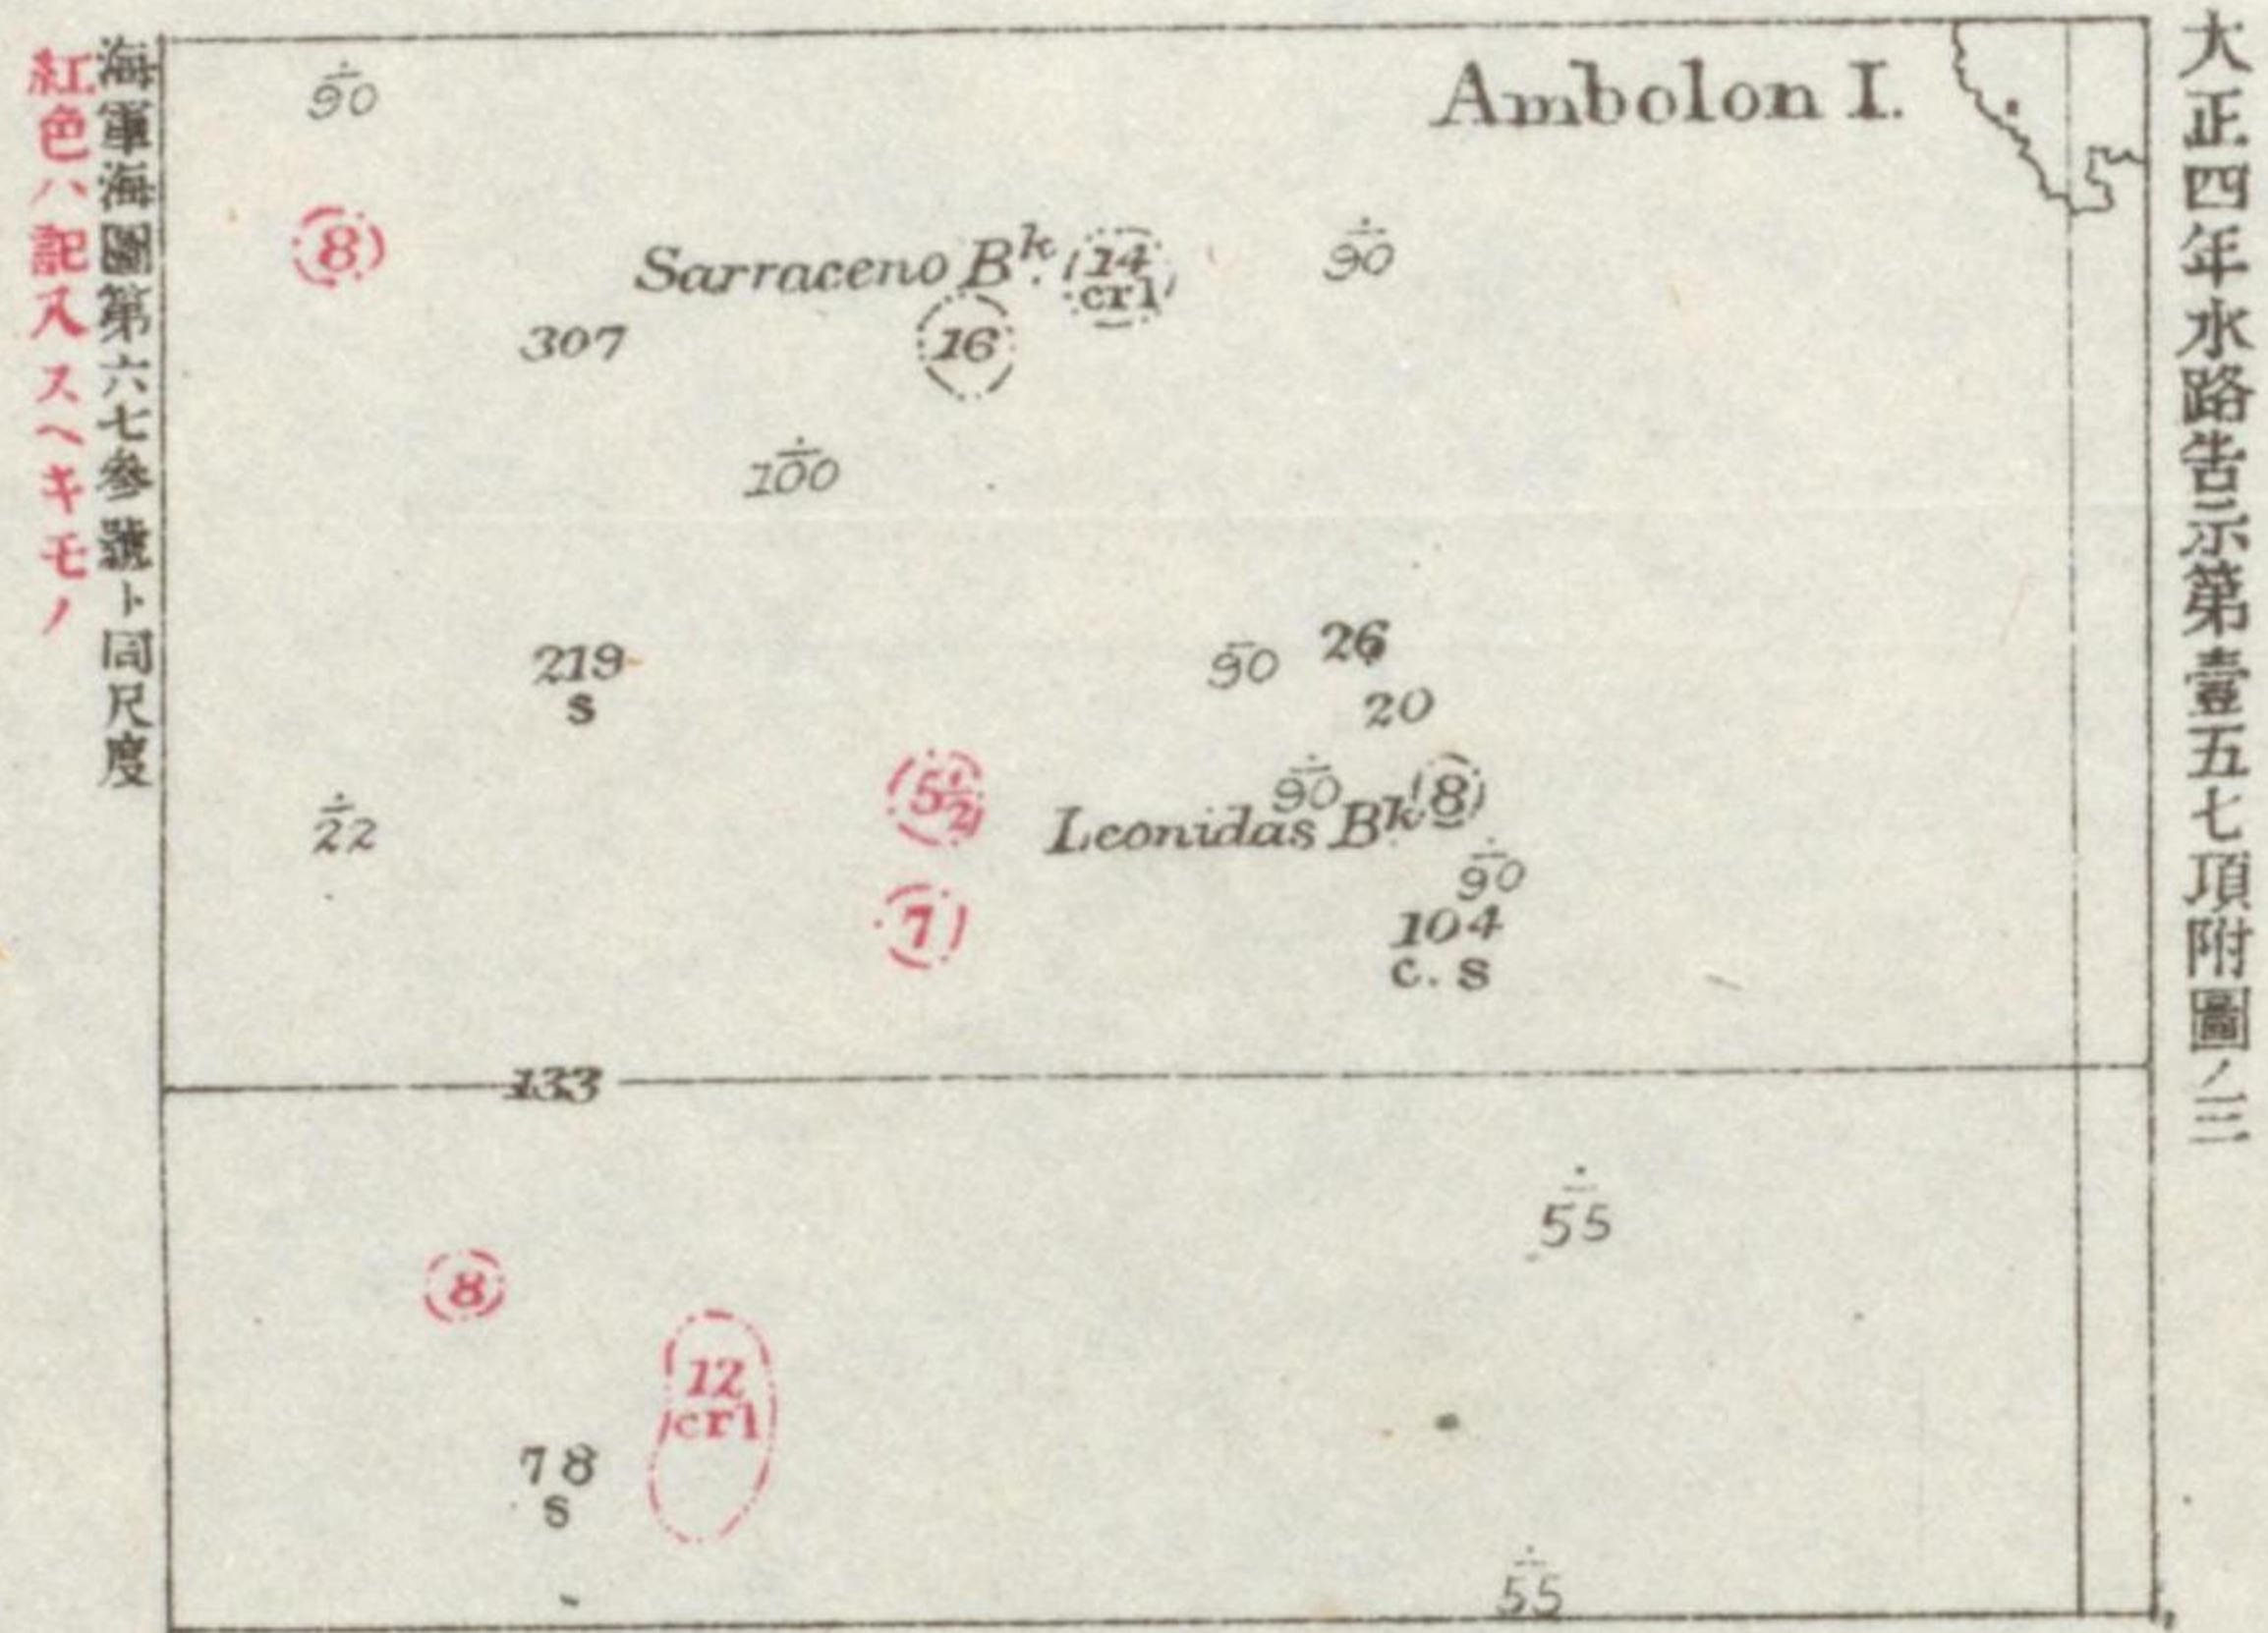 大正四年水路告示第壹五七項附圖ノ三
Ambolon I.
90
8
Sarraceno Bk.
14
crl
90
16
307
100
219
s
90
26
20
5½
90
8
Leonidas Bk.
22
90
7
104
c. s
133
55
8
12
crl
78
s
55
海軍海圖第六七參號ト同尺度
紅色ハ記入スヘキモノ